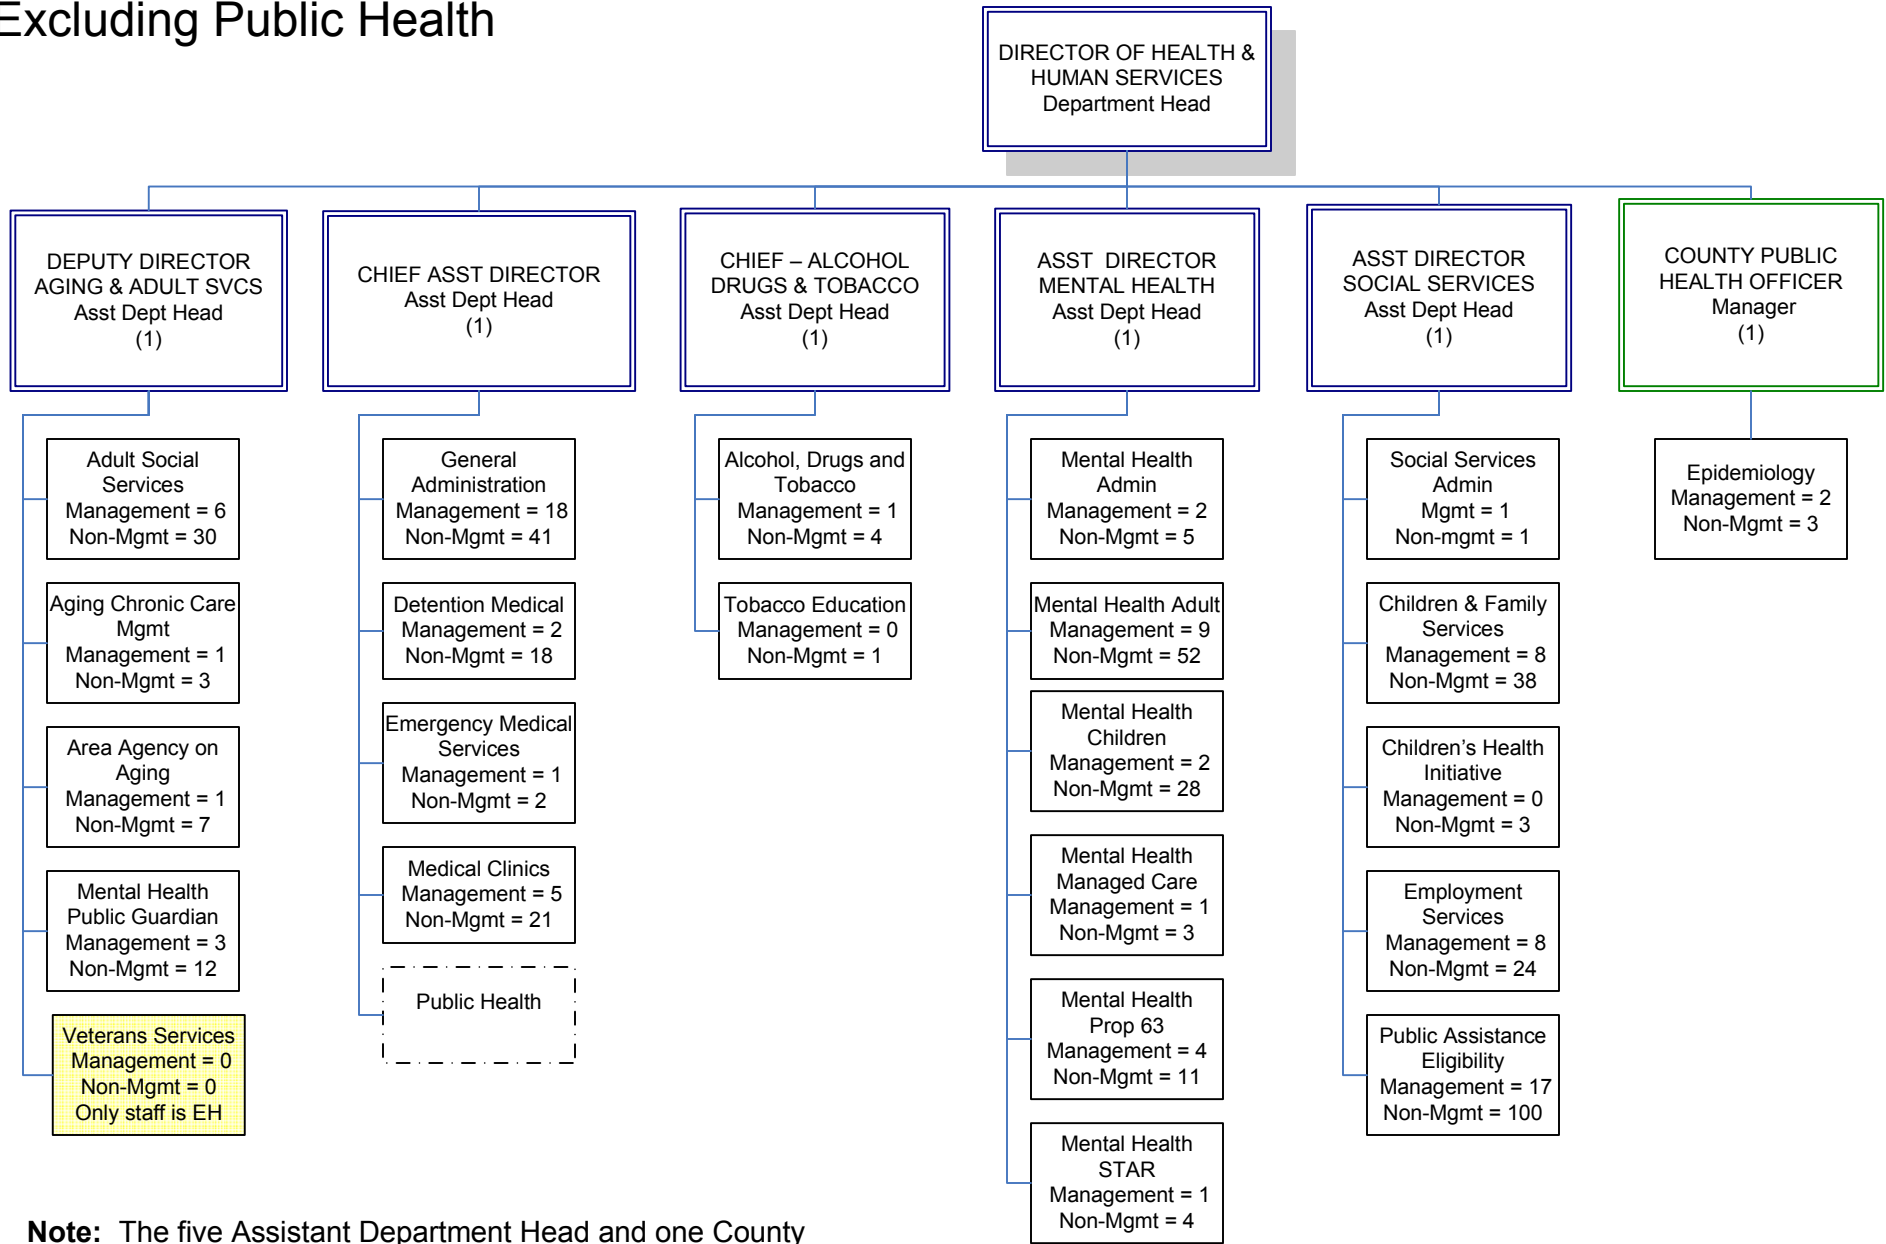 Excluding Public Health
DIRECTOR OF HEALTH &
HUMAN SERVICES
Department Head
DEPUTY DIRECTOR
AGING & ADULT SVCS
Asst Dept Head
(1)
CHIEF ASST DIRECTOR
Asst Dept Head
(1)
CHIEF – ALCOHOL
DRUGS & TOBACCO
Asst Dept Head
(1)
ASST DIRECTOR
MENTAL HEALTH
Asst Dept Head
(1)
ASST DIRECTOR
SOCIAL SERVICES
Asst Dept Head
(1)
COUNTY PUBLIC
HEALTH OFFICER
Manager
(1)
Adult Social
Services
Management = 6
Non-Mgmt = 30
Aging Chronic Care
Mgmt
Management = 1
Non-Mgmt = 3
Area Agency on
Aging
Management = 1
Non-Mgmt = 7
Mental Health
Public Guardian
Management = 3
Non-Mgmt = 12
Veterans Services
Management = 0
Non-Mgmt = 0
Only staff is EH
General
Administration
Management = 18
Non-Mgmt = 41
Detention Medical
Management = 2
Non-Mgmt = 18
Emergency Medical
Services
Management = 1
Non-Mgmt = 2
Medical Clinics
Management = 5
Non-Mgmt = 21
Public Health
Alcohol, Drugs and
Tobacco
Management = 1
Non-Mgmt = 4
Tobacco Education
Management = 0
Non-Mgmt = 1
Mental Health
Admin
Management = 2
Non-Mgmt = 5
Mental Health Adult
Management = 9
Non-Mgmt = 52
Mental Health
Children
Management = 2
Non-Mgmt = 28
Mental Health
Managed Care
Management = 1
Non-Mgmt = 3
Mental Health
Prop 63
Management = 4
Non-Mgmt = 11
Mental Health
STAR
Management = 1
Non-Mgmt = 4
Social Services
Admin
Mgmt = 1
Non-mgmt = 1
Children & Family
Services
Management = 8
Non-Mgmt = 38
Children’s Health
Initiative
Management = 0
Non-Mgmt = 3
Employment
Services
Management = 8
Non-Mgmt = 24
Public Assistance
Eligibility
Management = 17
Non-Mgmt = 100
Epidemiology
Management = 2
Non-Mgmt = 3
Note: The five Assistant Department Head and one County